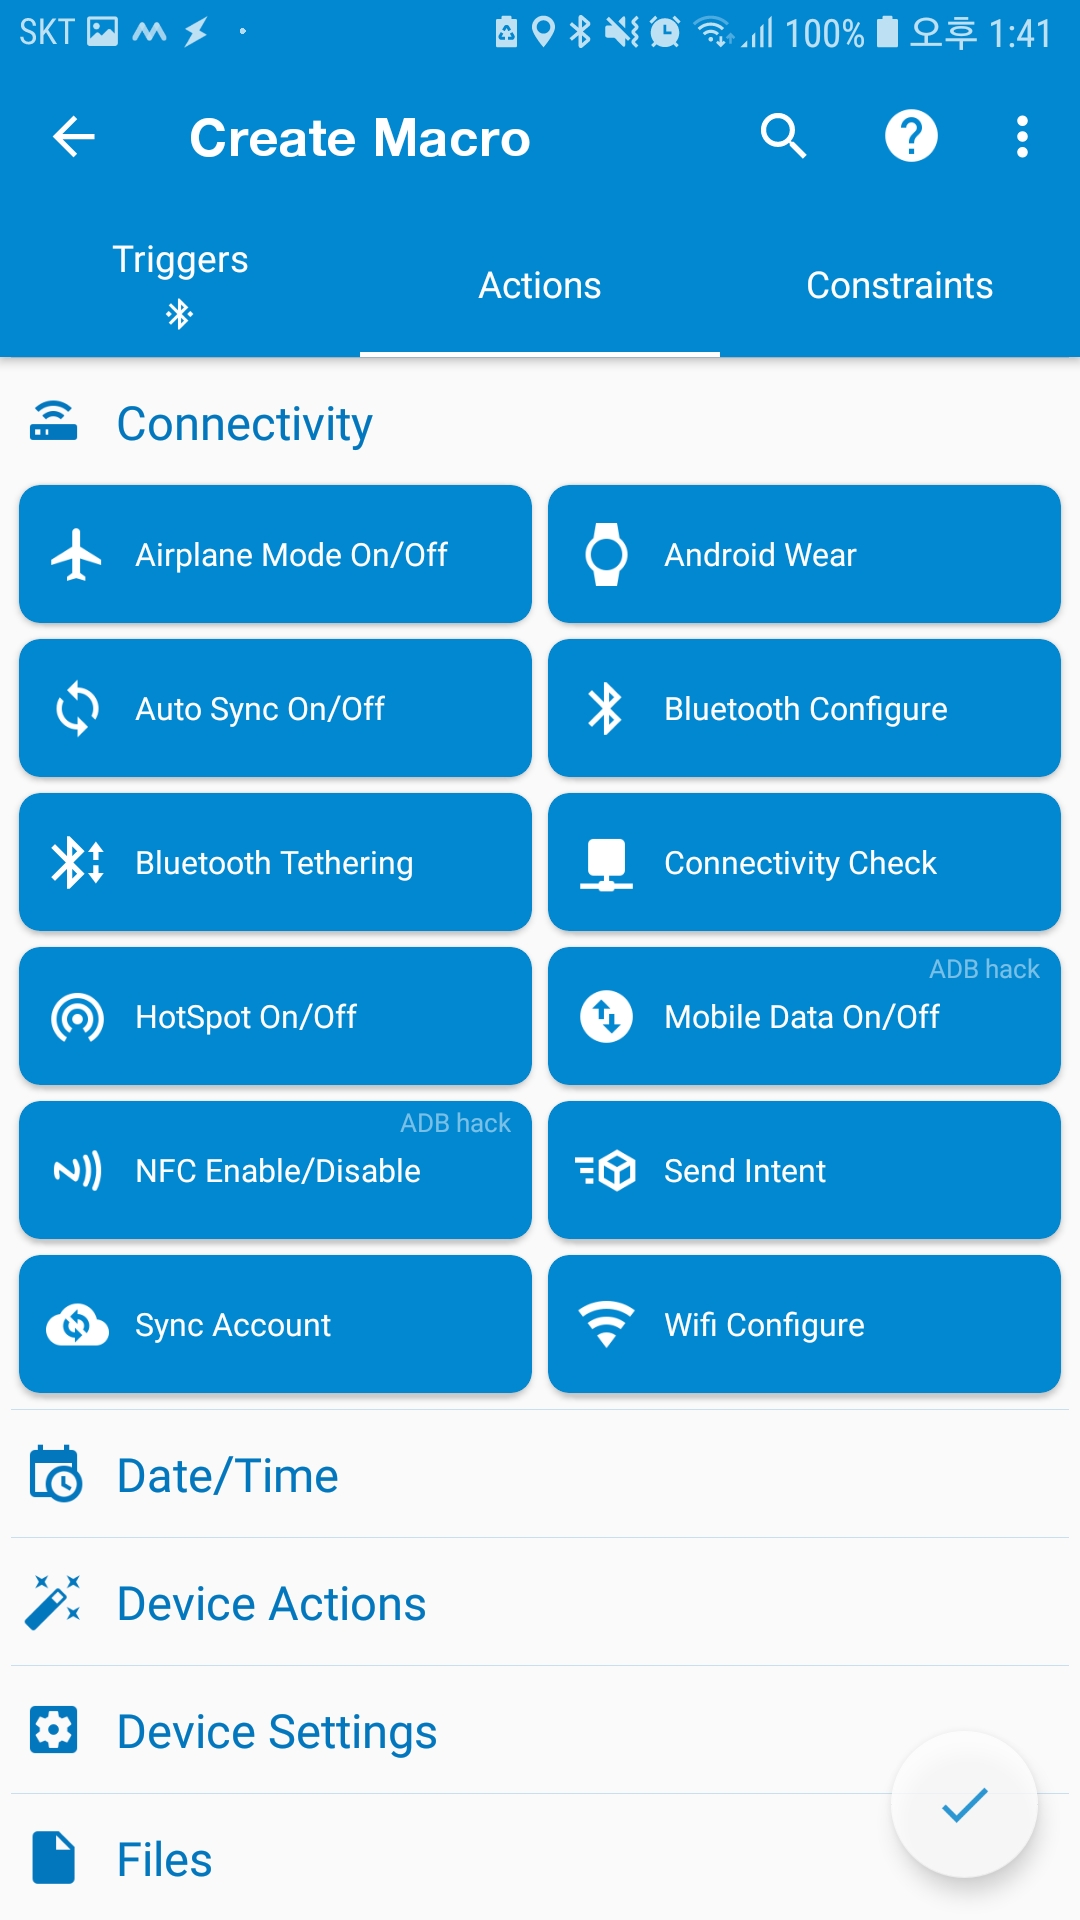 SKT 100% 오후 1:41
Create Macro
Triggers
Actions
Constraints
Connectivity
Airplane Mode On/Off
Android Wear
Auto Sync On/Off
Bluetooth Configure
Bluetooth Tethering
Connectivity Check
HotSpot On/Off
ADB hack
Mobile Data On/Off
ADB hack
NFC Enable/Disable
Send Intent
Sync Account
Wifi Configure
Date/Time
Device Actions
Device Settings
Files